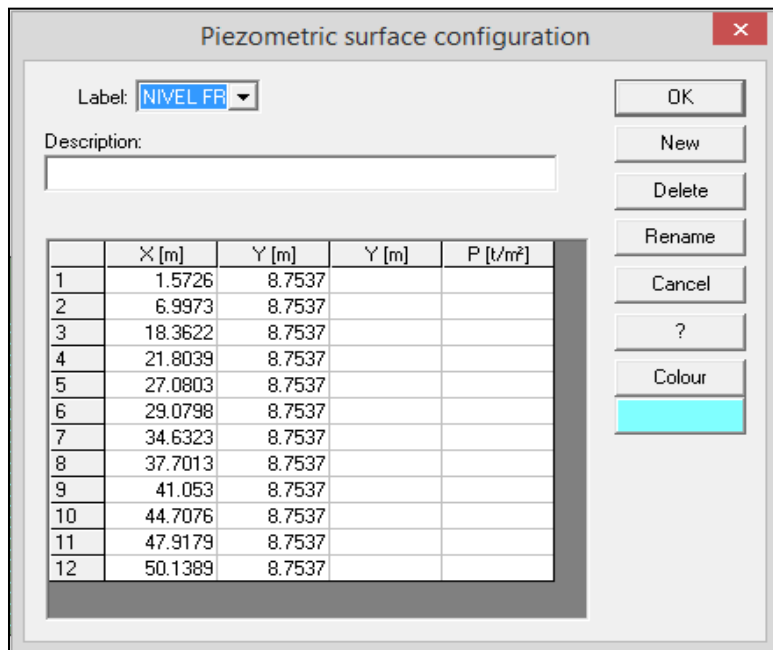 Piezometric surface configuration ×
Label: NIVEL FR
Description:
OK
New
Delete
Rename
Cancel
?
Colour
X [m] Y [m] Y [m] P [t/m²]
1 1.5726 8.7537
2 6.9973 8.7537
3 18.3622 8.7537
4 21.8039 8.7537
5 27.0803 8.7537
6 29.0798 8.7537
7 34.6323 8.7537
8 37.7013 8.7537
9 41.053 8.7537
10 44.7076 8.7537
11 47.9179 8.7537
12 50.1389 8.7537